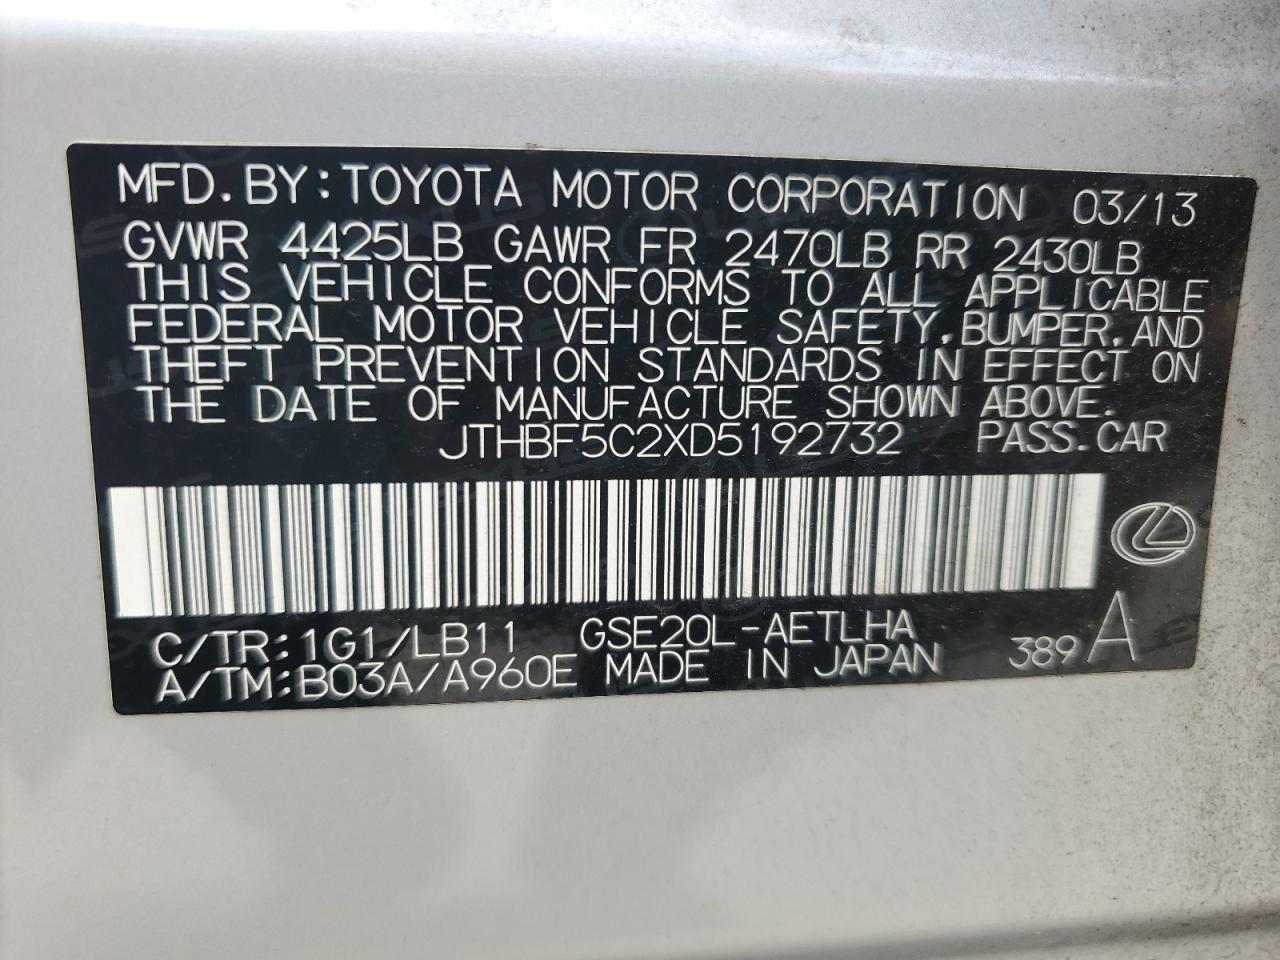 MFD.BY:TOYOTA MOTOR CORPORATION 03/13
GVWR 4425LB GAWR FR 2470LB RR 2430LB
THIS VEHICLE CONFORMS TO ALL APPLICABLE
FEDERAL MOTOR VEHICLE SAFETY,BUMPER,AND
THEFT PREVENTION STANDARDS IN EFFECT ON
THE DATE OF MANUFACTURE SHOWN ABOVE.
JTHBF5C2XD5192732 PASS.CAR
C/TR:1G1/LB11 GSE20L-AETLHA
A/TM:B03A/A960E MADE IN JAPAN 389 A